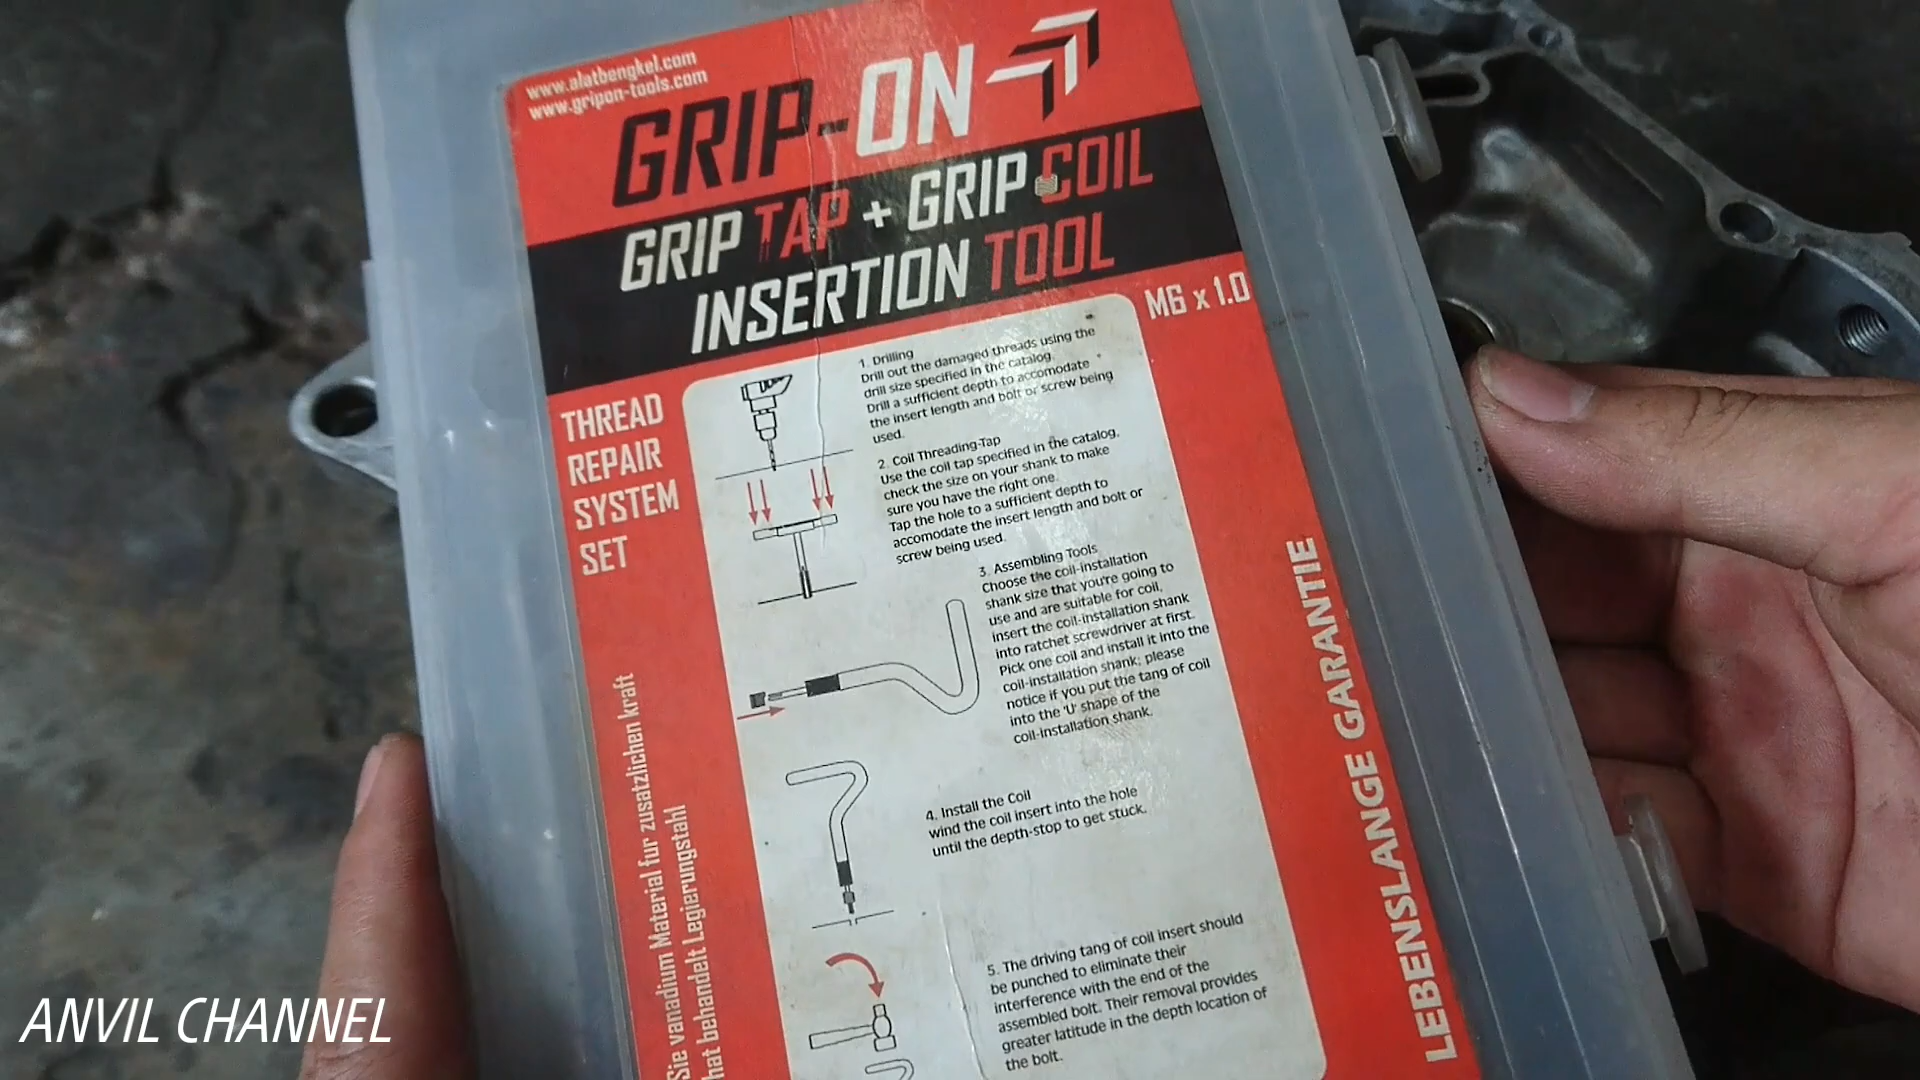 www.alatbengkel.com
www.gripon-tools.com
GRIP-ON
GRIP TAP + GRIP COIL
INSERTION TOOL
M6 x 1.0
THREAD
REPAIR
SYSTEM
SET
1. Drilling
Drill out the damaged threads using the
drill size specified in the catalog.
Drill a sufficient depth to accomodate
the insert length and bolt or screw being
used.
2. Coil Threading-Tap
Use the coil tap specified in the catalog,
check the size on your shank to make
sure you have the right one.
Tap the hole to a sufficient depth to
accomodate the insert length and bolt or
screw being used.
3. Assembling Tools
Choose the coil-installation
shank size that you're going to
use and are suitable for coil,
insert the coil-installation shank
into ratchet screwdriver at first.
Pick one coil and install it into the
coil-installation shank; please
notice if you put the tang of coil
into the 'U' shape of the
coil-installation shank.
4. Install the Coil
wind the coil insert into the hole
until the depth-stop to get stuck.
5. The driving tang of coil insert should
be punched to eliminate their
interference with the end of the
assembled bolt. Their removal provides
greater latitude in the depth location of
the bolt.
Sie vanadium Material fur zusatzlichen kraft
hat behandelt Legierungstahl
LEBENSLANGE GARANTIE
ANVIL CHANNEL